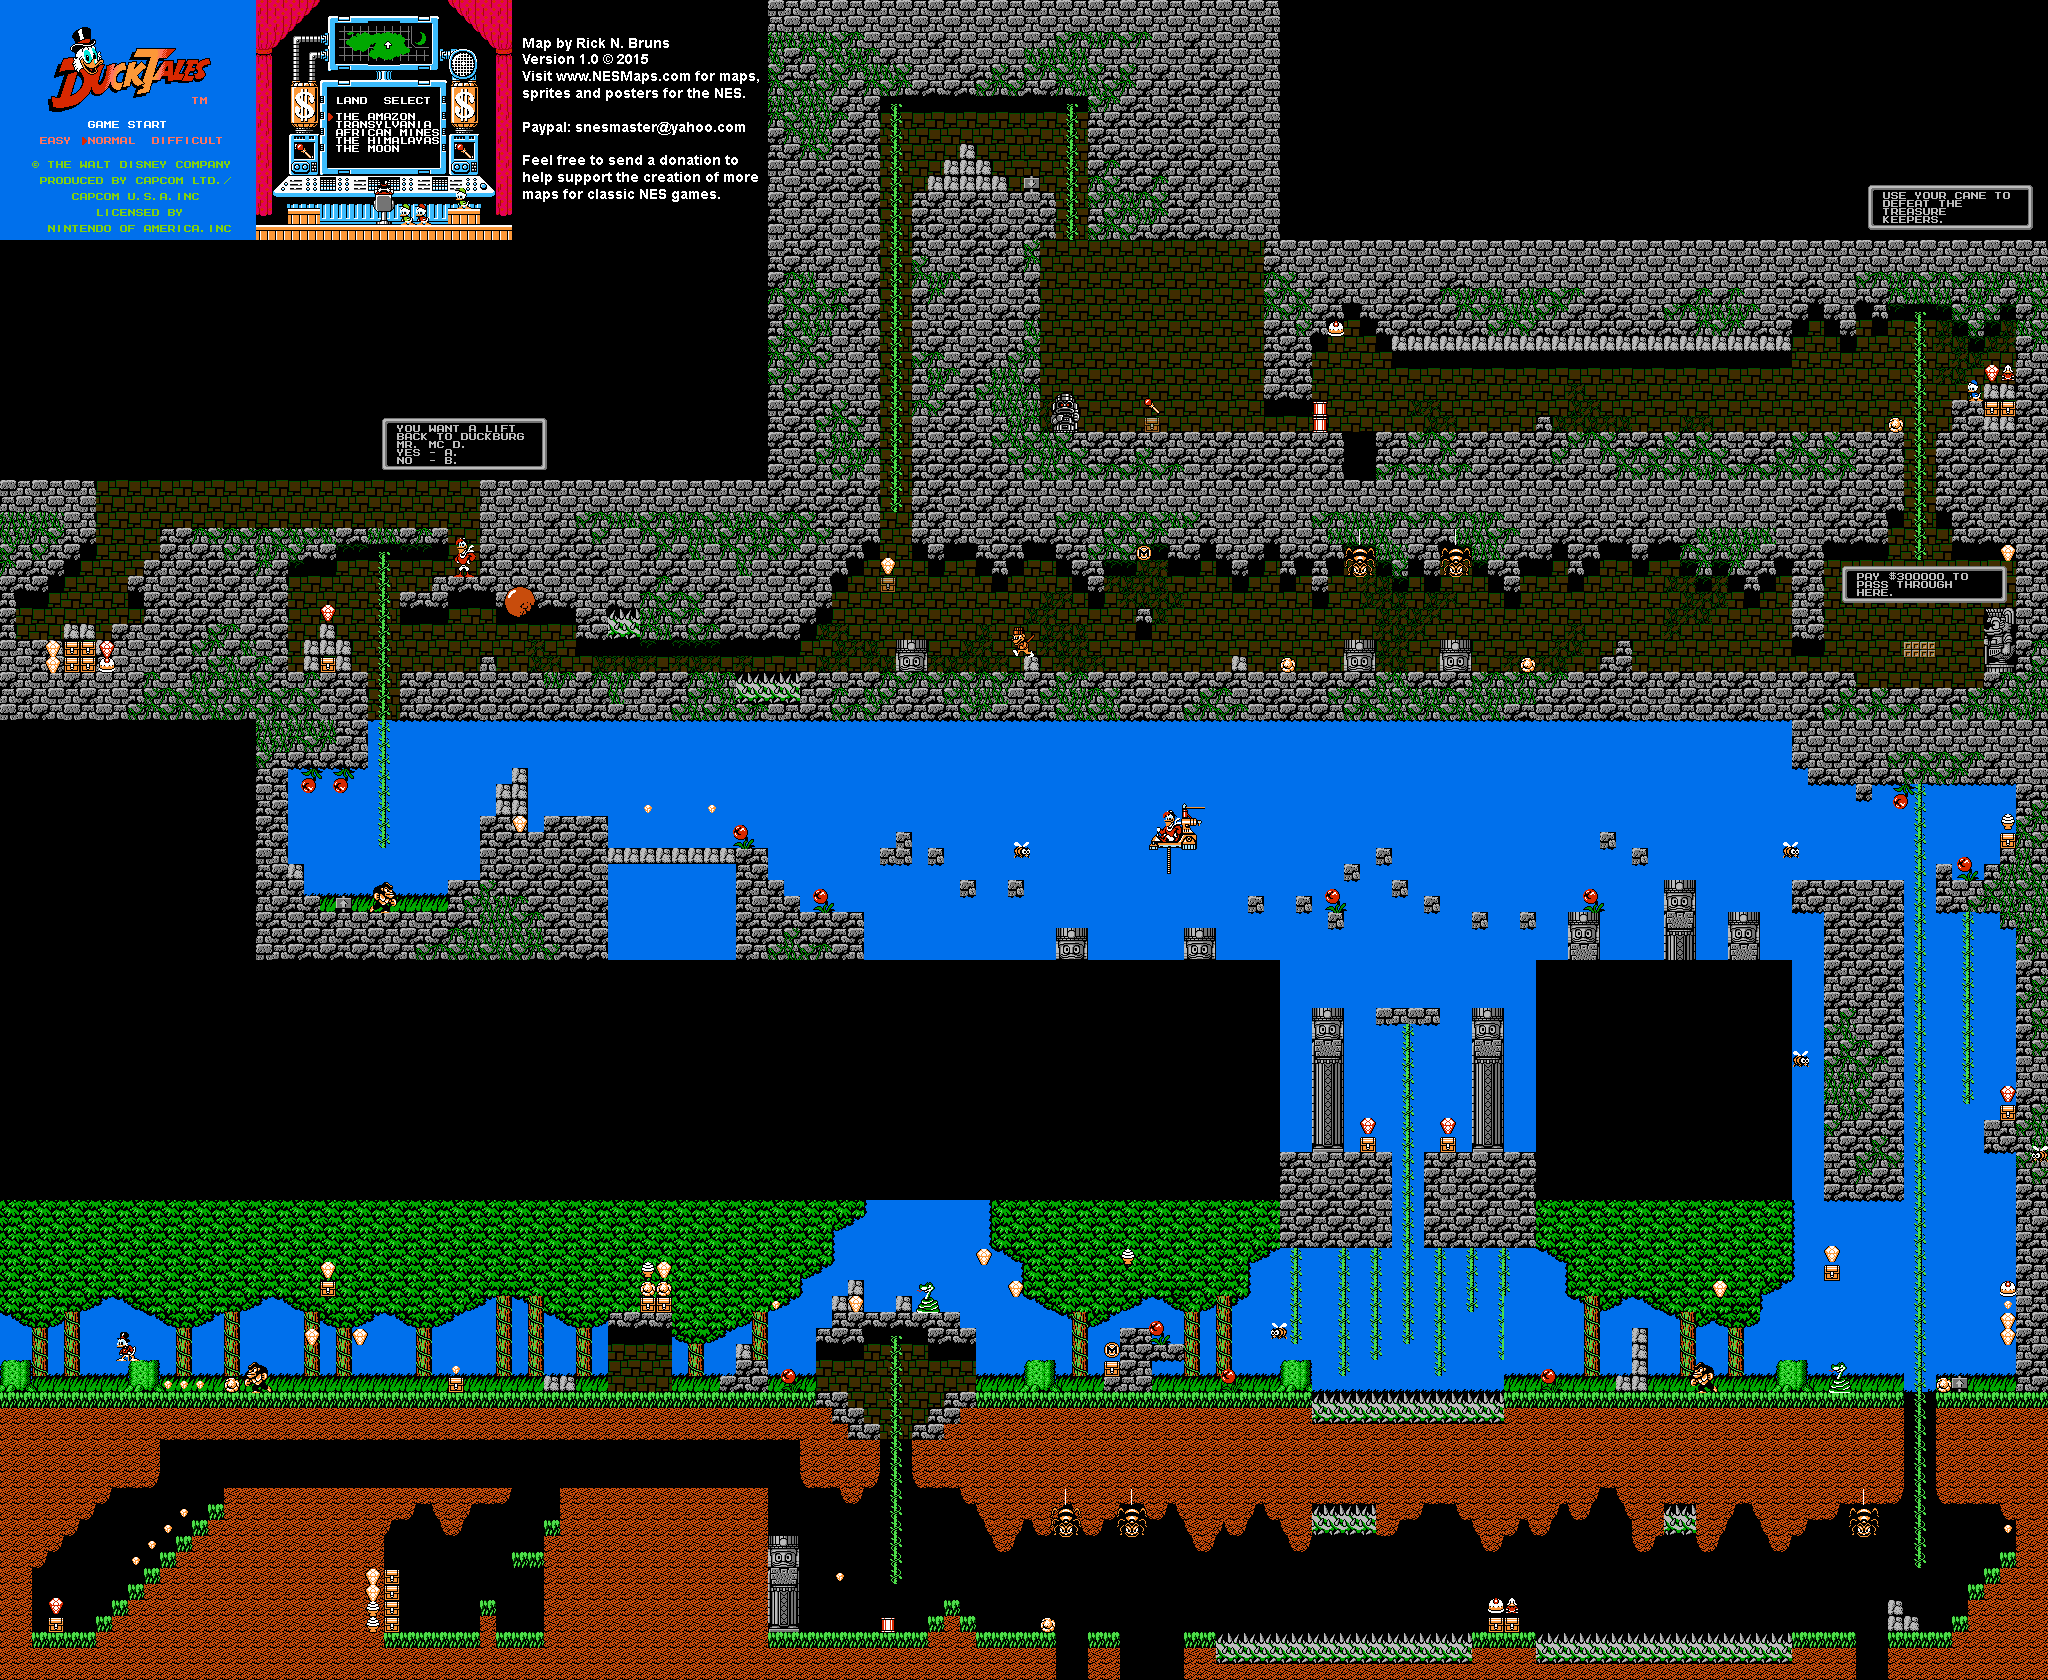 DUCKTALES
TM
GAME START
EASY NORMAL DIFFICULT
© THE WALT DISNEY COMPANY
PRODUCED BY CAPCOM LTD./
CAPCOM U.S.A.INC
LICENSED BY
NINTENDO OF AMERICA.INC
$ $
LAND SELECT
THE AMAZON
TRANSYLVANIA
AFRICAN MINES
THE HIMALAYAS
THE MOON
Map by Rick N. Bruns
Version 1.0 © 2015
Visit www.NESMaps.com for maps,
sprites and posters for the NES.
Paypal: snesmaster@yahoo.com
Feel free to send a donation to
help support the creation of more
maps for classic NES games.
USE YOUR CANE TO
DEFEAT THE
TREASURE
KEEPERS.
YOU WANT A LIFT
BACK TO DUCKBURG
MR. MC D.
YES - A.
NO - B.
PAY $300000 TO
PASS THROUGH
HERE.